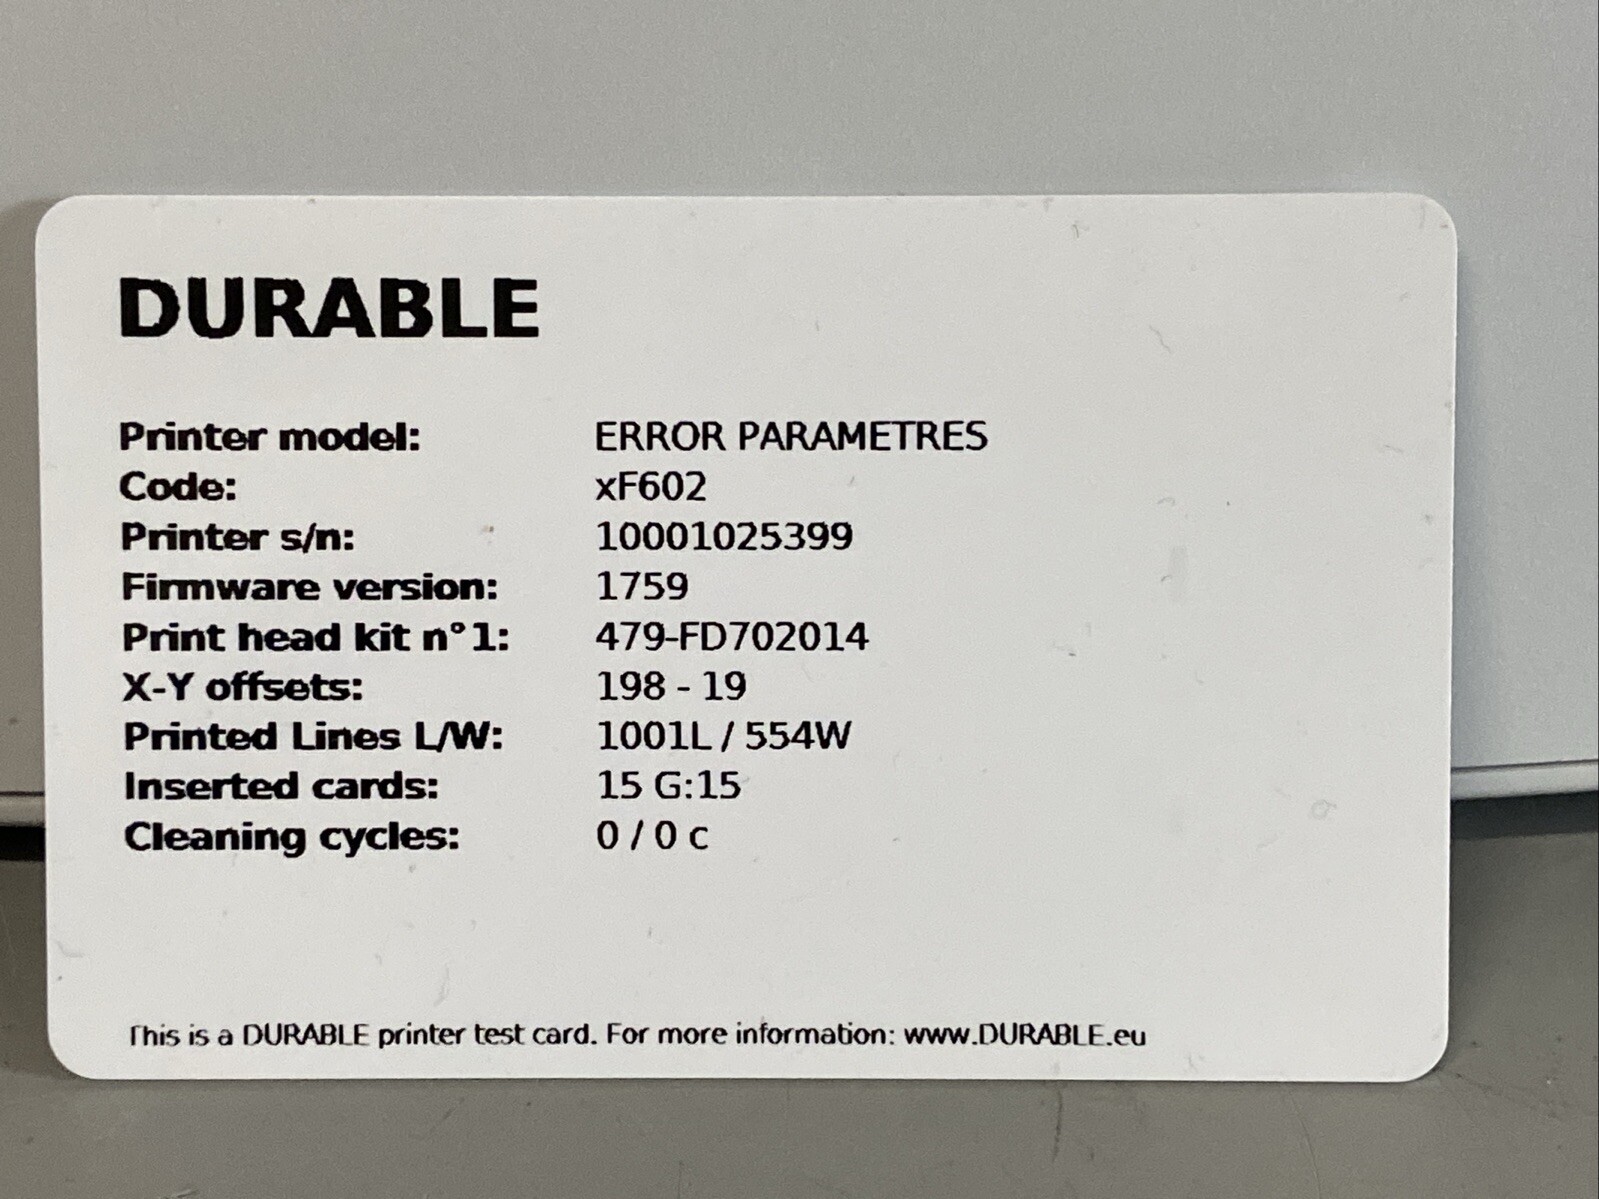 DURABLE
Printer model: ERROR PARAMETRES
Code: xF602
Printer s/n: 10001025399
Firmware version: 1759
Print head kit n°1: 479-FD702014
X-Y offsets: 198 - 19
Printed Lines L/W: 1001L / 554W
Inserted cards: 15 G:15
Cleaning cycles: 0 / 0 c
This is a DURABLE printer test card. For more information: www.DURABLE.eu